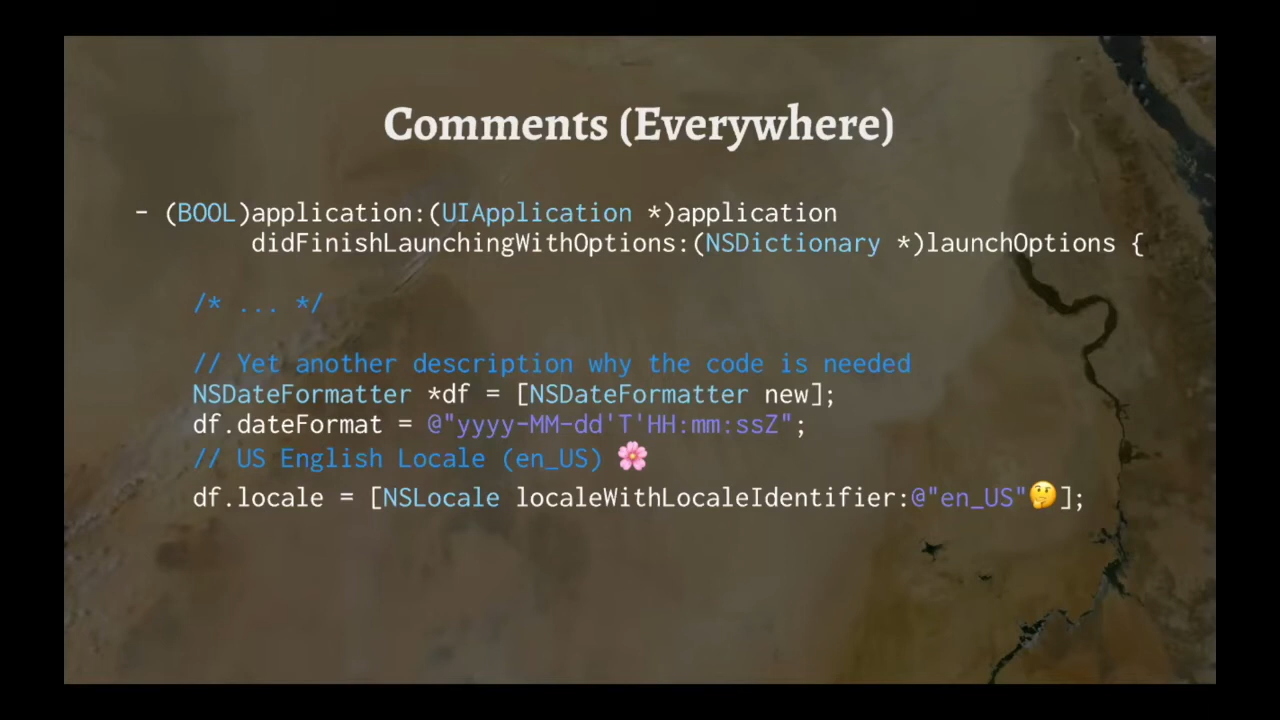 Comments (Everywhere)
- (BOOL)application:(UIApplication *)application
didFinishLaunchingWithOptions:(NSDictionary *)launchOptions {
/* ... */
// Yet another description why the code is needed
NSDateFormatter *df = [NSDateFormatter new];
df.dateFormat = @"yyyy-MM-dd'T'HH:mm:ssZ";
// US English Locale (en_US) 🌸
df.locale = [NSLocale localeWithLocaleIdentifier:@"en_US"🤔];